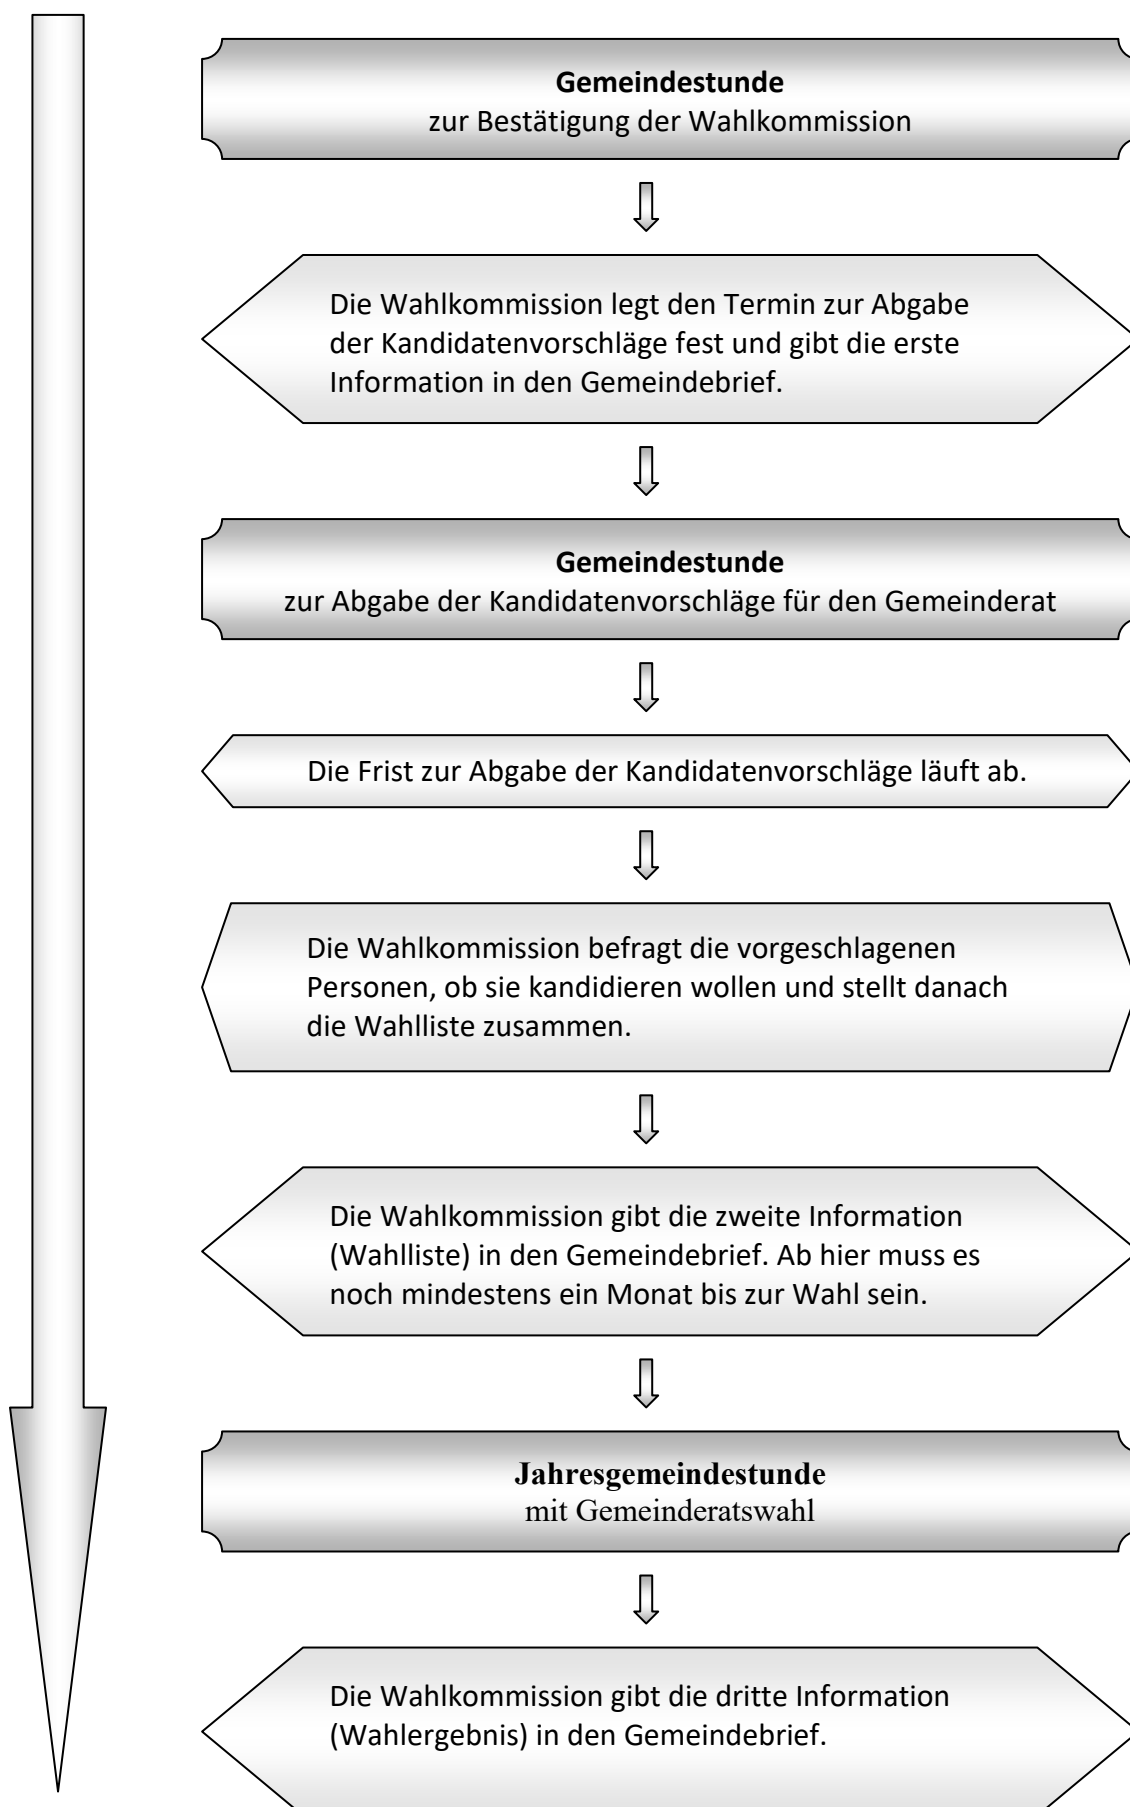 Gemeindestunde
zur Bestätigung der Wahlkommission
Die Wahlkommission legt den Termin zur Abgabe
der Kandidatenvorschläge fest und gibt die erste
Information in den Gemeindebrief.
Gemeindestunde
zur Abgabe der Kandidatenvorschläge für den Gemeinderat
Die Frist zur Abgabe der Kandidatenvorschläge läuft ab.
Die Wahlkommission befragt die vorgeschlagenen
Personen, ob sie kandidieren wollen und stellt danach
die Wahlliste zusammen.
Die Wahlkommission gibt die zweite Information
(Wahlliste) in den Gemeindebrief. Ab hier muss es
noch mindestens ein Monat bis zur Wahl sein.
Jahresgemeindestunde
mit Gemeinderatswahl
Die Wahlkommission gibt die dritte Information
(Wahlergebnis) in den Gemeindebrief.